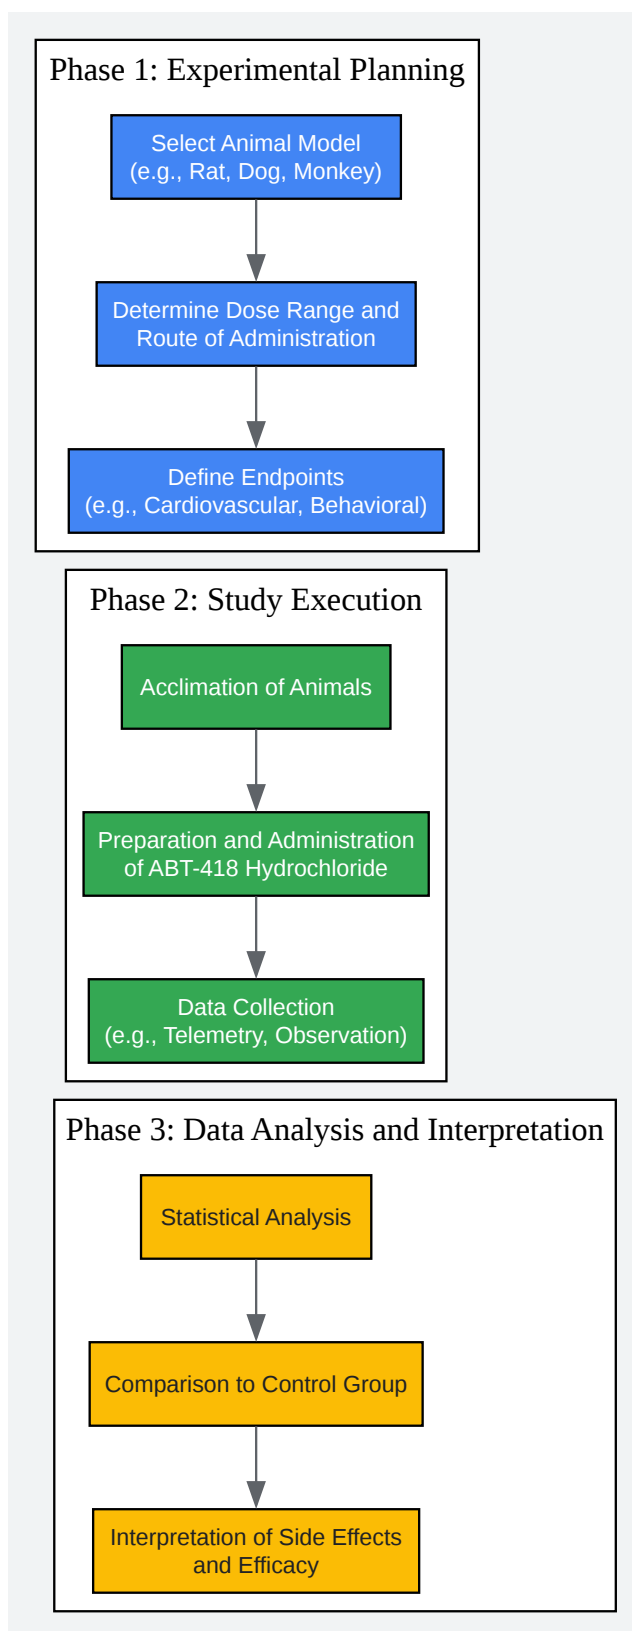 Phase 1: Experimental Planning
Select Animal Model
(e.g., Rat, Dog, Monkey)
Determine Dose Range and
Route of Administration
Define Endpoints
(e.g., Cardiovascular, Behavioral)
Phase 2: Study Execution
Acclimation of Animals
Preparation and Administration
of ABT-418 Hydrochloride
Data Collection
(e.g., Telemetry, Observation)
Phase 3: Data Analysis and Interpretation
Statistical Analysis
Comparison to Control Group
Interpretation of Side Effects
and Efficacy